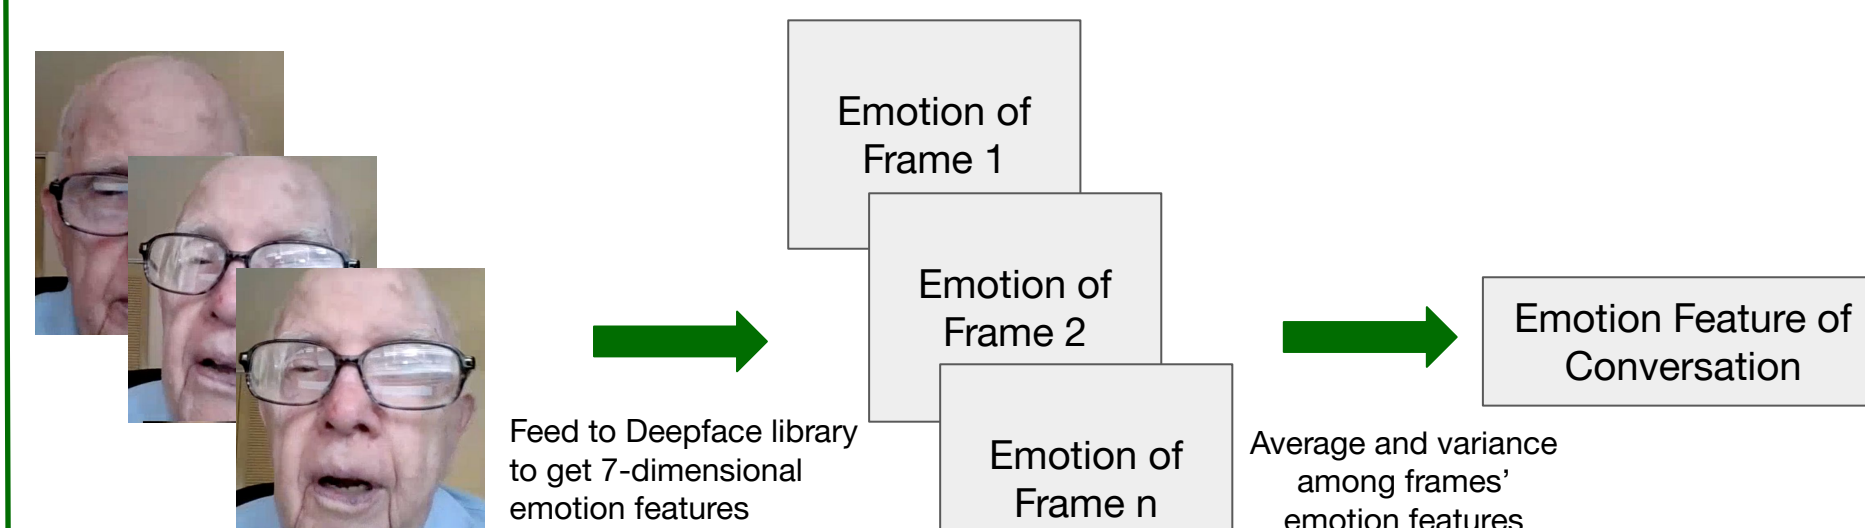 Emotion of
Frame 1
Emotion of
Frame 2
Emotion of
Frame n
Feed to Deepface library
to get 7-dimensional
emotion features
Average and variance
among frames’
emotion features
Emotion Feature of
Conversation